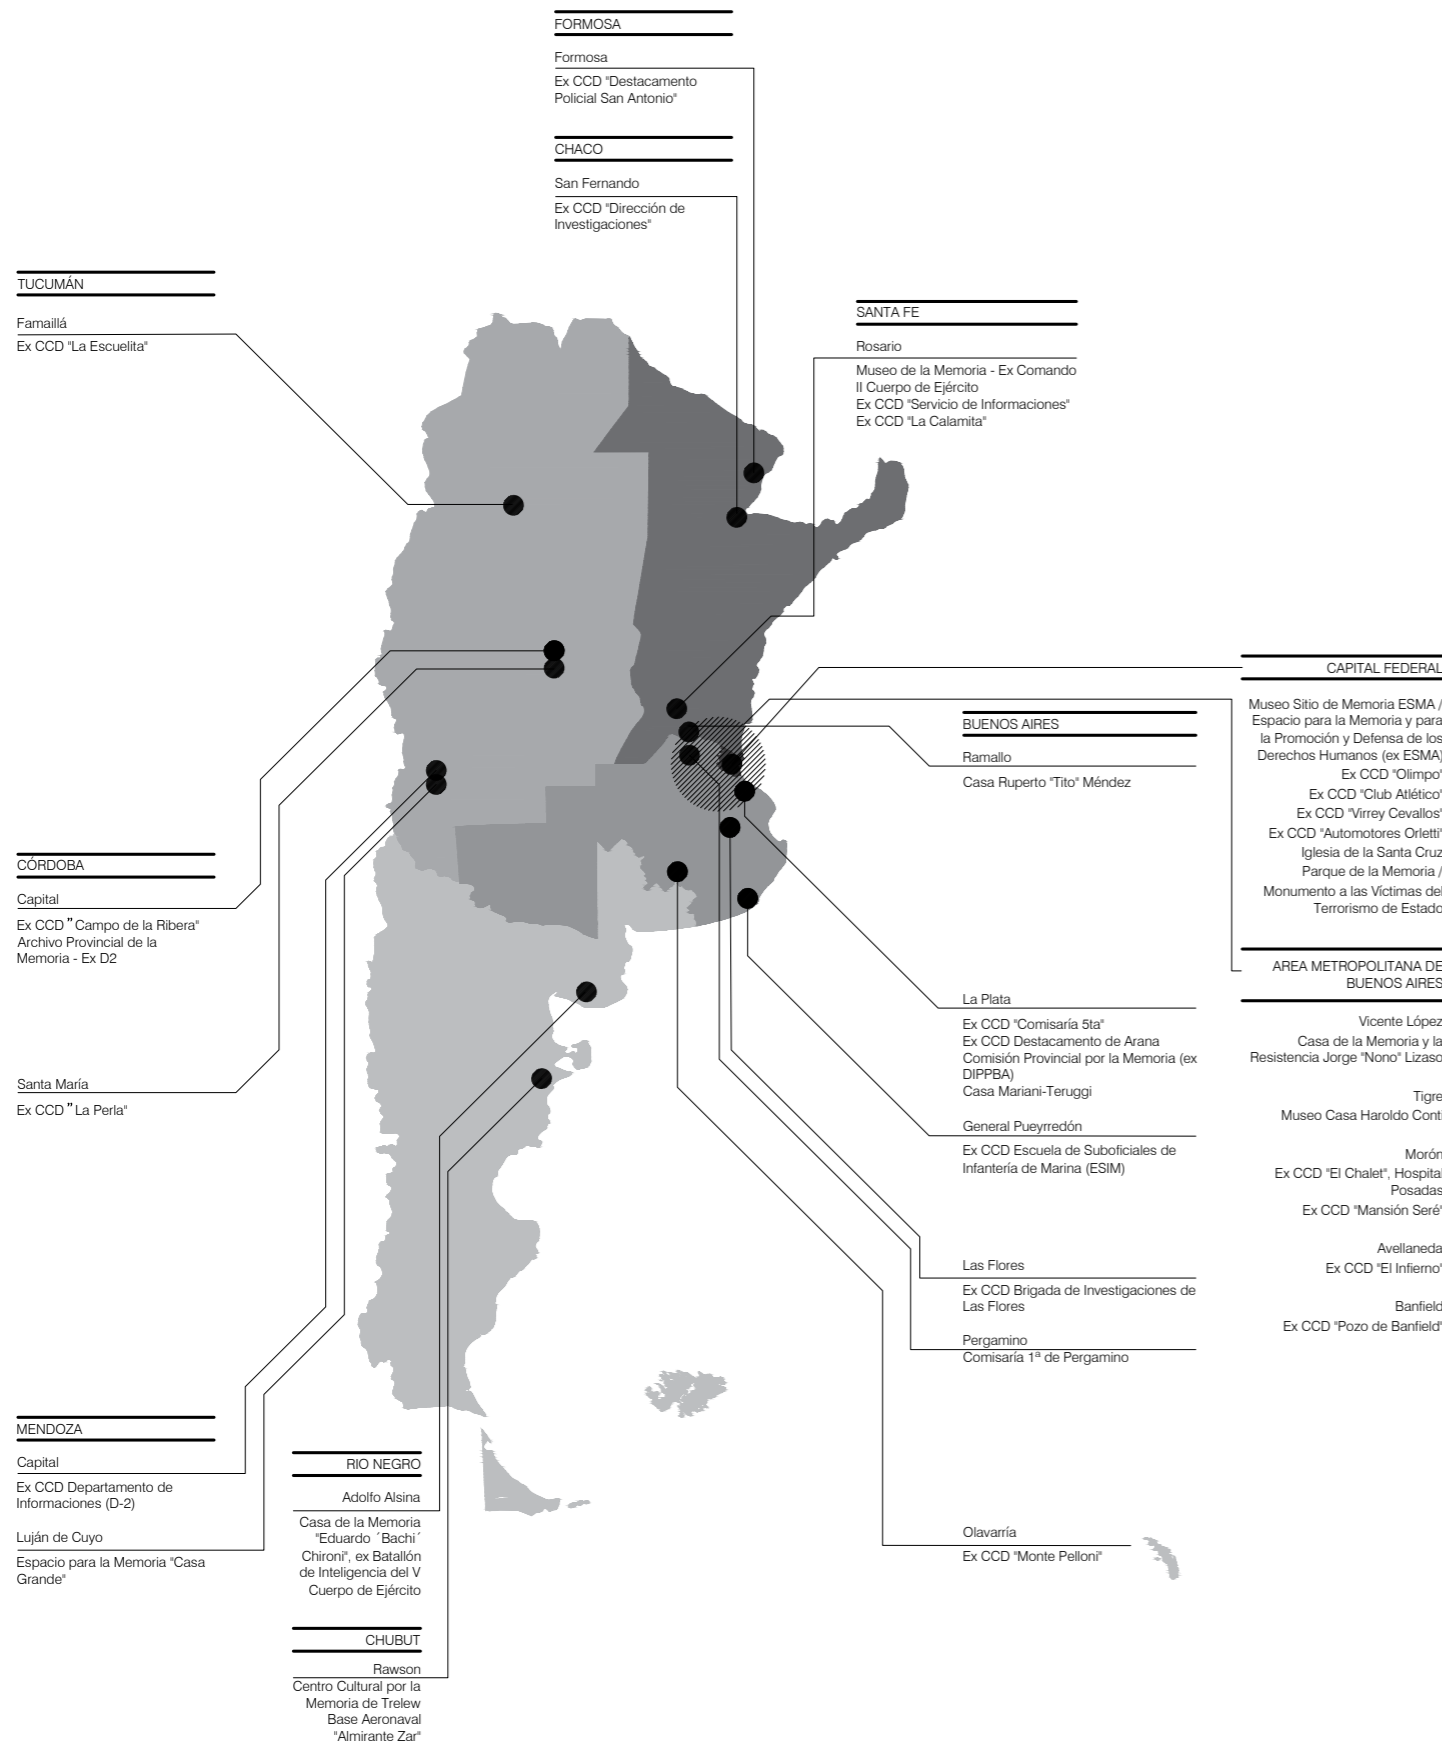 FORMOSA
Formosa
Ex CCD "Destacamento
Policial San Antonio"
CHACO
San Fernando
Ex CCD "Dirección de
Investigaciones"
TUCUMÁN
Famaillá
Ex CCD "La Escuelita"
SANTA FE
Rosario
Museo de la Memoria - Ex Comando
II Cuerpo de Ejército
Ex CCD "Servicio de Informaciones"
Ex CCD "La Calamita"
CAPITAL FEDERAL
Museo Sitio de Memoria ESMA /
Espacio para la Memoria y para
la Promoción y Defensa de los
Derechos Humanos (ex ESMA)
Ex CCD "Olimpo"
Ex CCD "Club Atlético"
Ex CCD "Virrey Cevallos"
Ex CCD "Automotores Orletti"
Iglesia de la Santa Cruz
Parque de la Memoria /
Monumento a las Víctimas del
Terrorismo de Estado
AREA METROPOLITANA DE
BUENOS AIRES
Vicente López
Casa de la Memoria y la
Resistencia Jorge "Nono" Lizaso
Tigre
Museo Casa Haroldo Conti
Morón
Ex CCD "El Chalet", Hospital
Posadas
Ex CCD "Mansión Seré"
Avellaneda
Ex CCD "El Infierno"
Banfield
Ex CCD "Pozo de Banfield"
BUENOS AIRES
Ramallo
Casa Ruperto "Tito" Méndez
La Plata
Ex CCD "Comisaría 5ta"
Ex CCD Destacamento de Arana
Comisión Provincial por la Memoria (ex
DIPPBA)
Casa Mariani-Teruggi
General Pueyrredón
Ex CCD Escuela de Suboficiales de
Infantería de Marina (ESIM)
Las Flores
Ex CCD Brigada de Investigaciones de
Las Flores
Pergamino
Comisaría 1ª de Pergamino
Olavarría
Ex CCD "Monte Pelloni"
CÓRDOBA
Capital
Ex CCD ” Campo de la Ribera"
Archivo Provincial de la
Memoria - Ex D2
Santa María
Ex CCD ” La Perla"
MENDOZA
Capital
Ex CCD Departamento de
Informaciones (D-2)
Luján de Cuyo
Espacio para la Memoria "Casa
Grande"
RIO NEGRO
Adolfo Alsina
Casa de la Memoria
"Eduardo ´Bachi´
Chironi", ex Batallón
de Inteligencia del V
Cuerpo de Ejército
CHUBUT
Rawson
Centro Cultural por la
Memoria de Trelew
Base Aeronaval
"Almirante Zar"